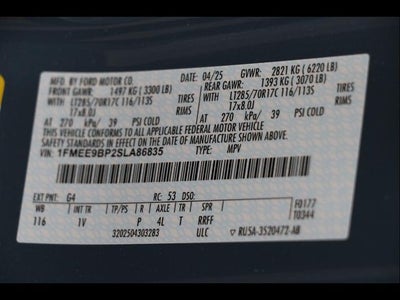 MFD. BY FORD MOTOR CO. DATE: 04/25 GVWR: 2821 KG (6220 LB)
FRONT GAWR: 1497 KG (3300 LB) REAR GAWR: 1393 KG (3070 LB)
LT285/70R17C 116/113S TIRES LT285/70R17C 116/113S TIRES
17x8.0J RIMS 17x8.0J RIMS
AT 270 kPa/ 39 PSI COLD AT 270 kPa/ 39 PSI COLD
THIS VEHICLE CONFORMS TO ALL APPLICABLE FEDERAL MOTOR VEHICLE
SAFETY STANDARDS IN EFFECT ON THE DATE OF MANUFACTURE SHOWN ABOVE.
VIN: 1FMEE9BP2SLA86835 TYPE: MPV
EXT PNT: G4 RC: 53 DSO: F0177
WB INT TR TP/PS R AXLE TR SPR T0344
116 1V P 4L T RRFF
3202504303283 ULC RU5A-3520472-AB